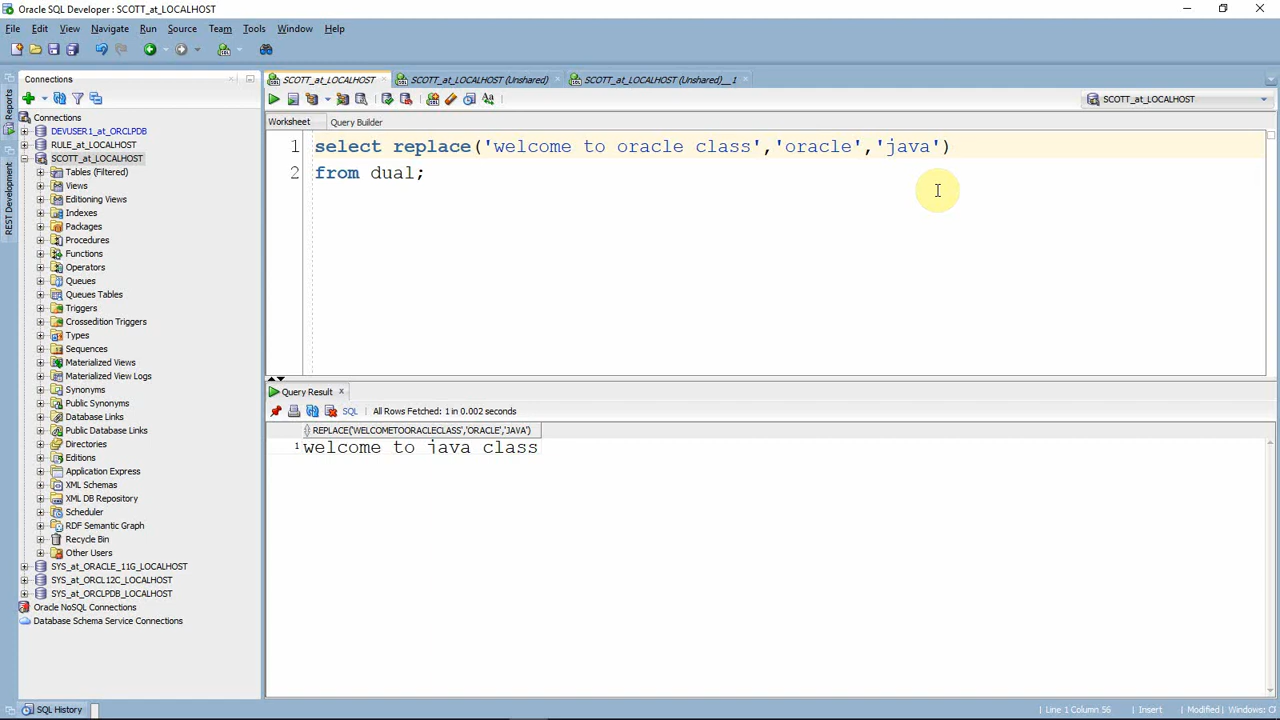 Oracle SQL Developer : SCOTT_at_LOCALHOST
File Edit View Navigate Run Source Team Tools Window Help
Connections
SCOTT_at_LOCALHOST
SCOTT_at_LOCALHOST (Unshared)
SCOTT_at_LOCALHOST (Unshared)__1
SCOTT_at_LOCALHOST
Reports
REST Development
Connections
DEVUSER1_at_ORCLPDB
RULE_at_LOCALHOST
SCOTT_at_LOCALHOST
Tables (Filtered)
Views
Editioning Views
Indexes
Packages
Procedures
Functions
Operators
Queues
Queues Tables
Triggers
Crossedition Triggers
Types
Sequences
Materialized Views
Materialized View Logs
Synonyms
Public Synonyms
Database Links
Public Database Links
Directories
Editions
Application Express
XML Schemas
XML DB Repository
Scheduler
RDF Semantic Graph
Recycle Bin
Other Users
SYS_at_ORACLE_11G_LOCALHOST
SYS_at_ORCL12C_LOCALHOST
SYS_at_ORCLPDB_LOCALHOST
Oracle NoSQL Connections
Database Schema Service Connections
Worksheet Query Builder
1 select replace('welcome to oracle class','oracle','java')
2 from dual;
Query Result
SQL All Rows Fetched: 1 in 0.002 seconds
REPLACE('WELCOMETOORACLECLASS','ORACLE','JAVA')
1 welcome to java class
SQL History
Line 1 Column 56 Insert Modified Windows: Cl